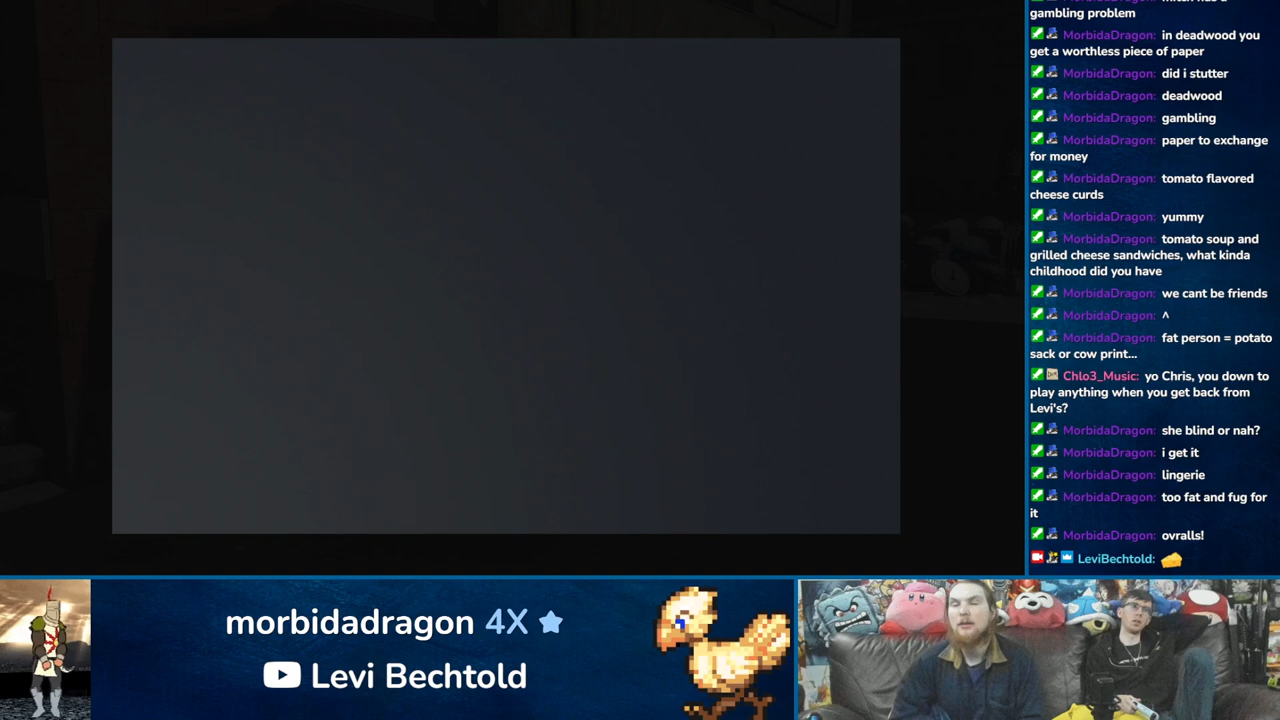 gambling problem
MorbidaDragon: in deadwood you
get a worthless piece of paper
MorbidaDragon: did i stutter
MorbidaDragon: deadwood
MorbidaDragon: gambling
MorbidaDragon: paper to exchange
for money
MorbidaDragon: tomato flavored
cheese curds
MorbidaDragon: yummy
MorbidaDragon: tomato soup and
grilled cheese sandwiches, what kinda
childhood did you have
MorbidaDragon: we cant be friends
MorbidaDragon: ^
MorbidaDragon: fat person = potato
sack or cow print...
Chlo3_Music: yo Chris, you down to
play anything when you get back from
Levi's?
MorbidaDragon: she blind or nah?
MorbidaDragon: i get it
MorbidaDragon: lingerie
MorbidaDragon: too fat and fug for
it
MorbidaDragon: ovralls!
LeviBechtold:
morbidadragon 4X
Levi Bechtold